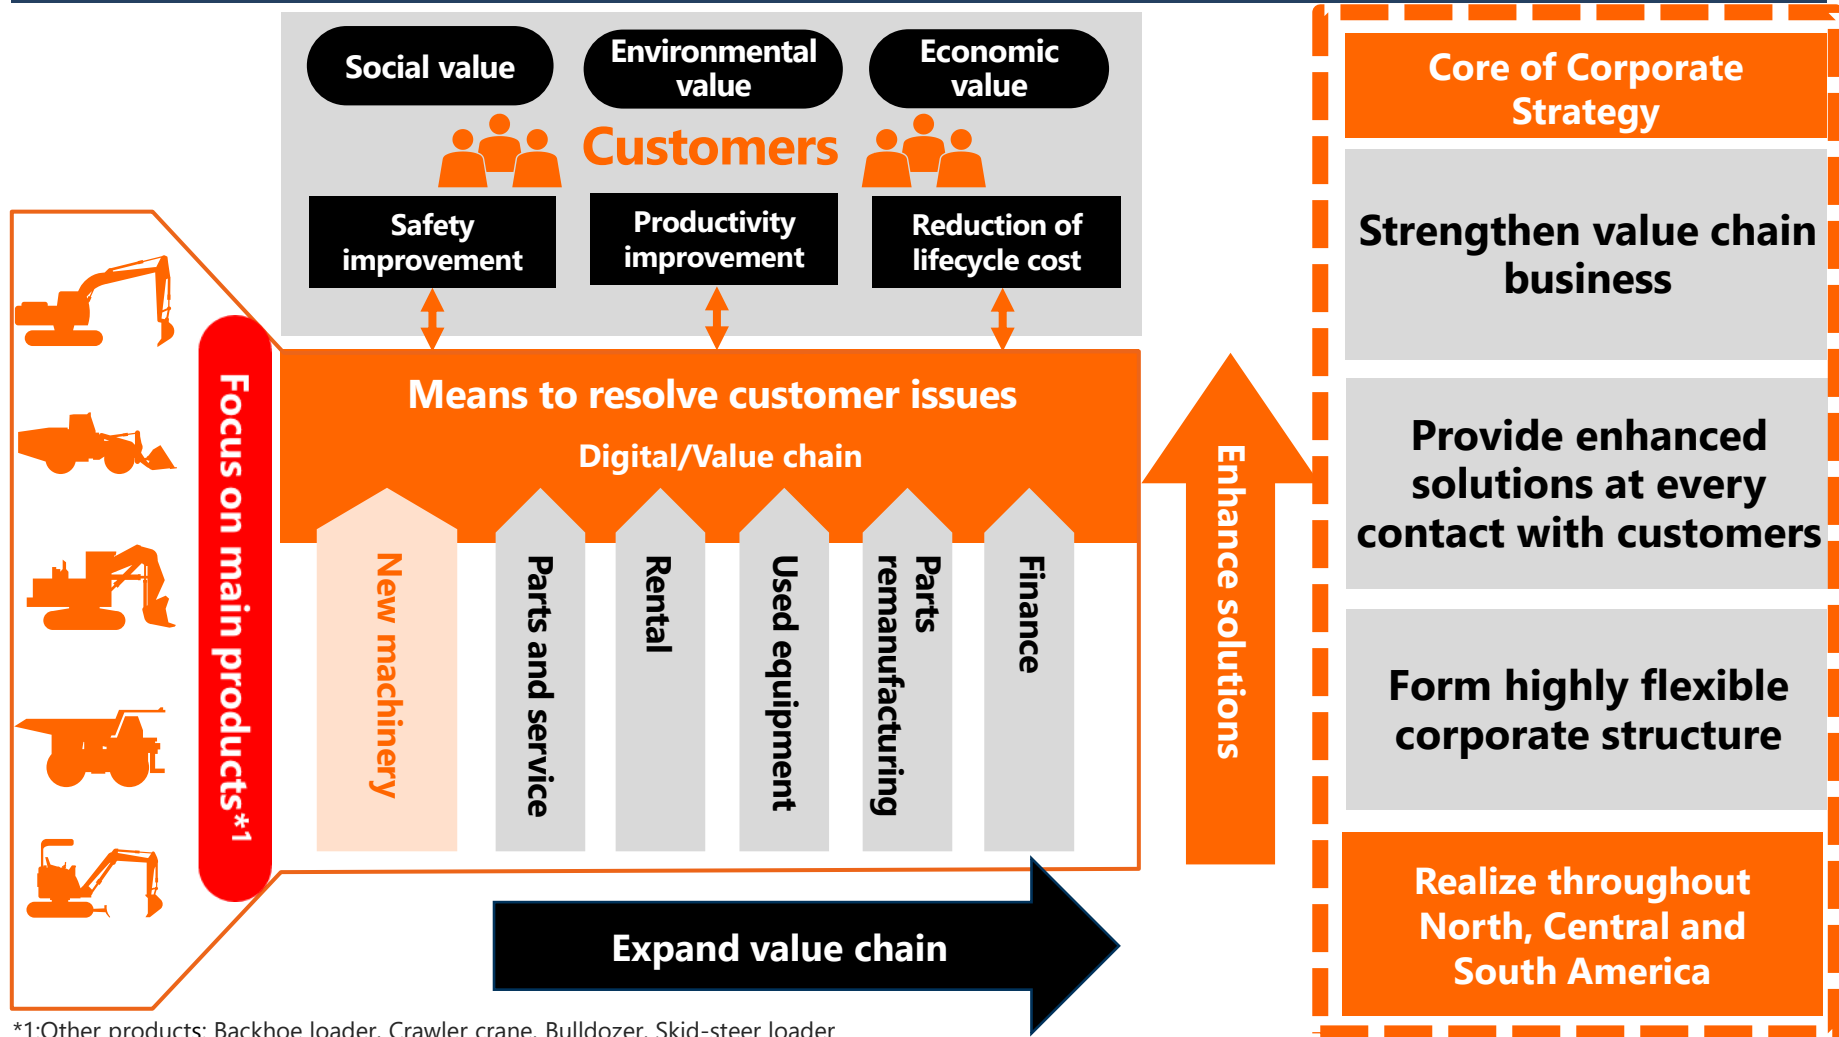 Social value
Environmental
value
Economic
value
Customers
Safety
improvement
Productivity
improvement
Reduction of
lifecycle cost
Focus on main products*1
Means to resolve customer issues
Digital/Value chain
New machinery
Parts and service
Rental
Used equipment
Parts
remanufacturing
Finance
Expand value chain
Enhance solutions
Core of Corporate
Strategy
Strengthen value chain
business
Provide enhanced
solutions at every
contact with customers
Form highly flexible
corporate structure
Realize throughout
North, Central and
South America
*1:Other products: Backhoe loader, Crawler crane, Bulldozer, Skid-steer loader